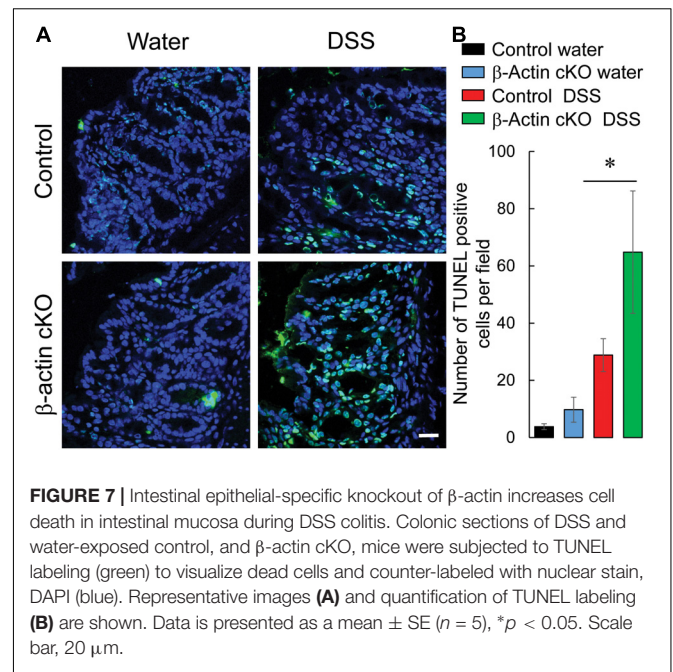 A
Water
DSS
Control
β-actin cKO
B
Control water
β-Actin cKO water
Control DSS
β-Actin cKO DSS
Number of TUNEL positive
cells per field
100
80
60
40
20
0
*
FIGURE 7 | Intestinal epithelial-specific knockout of β-actin increases cell
death in intestinal mucosa during DSS colitis. Colonic sections of DSS and
water-exposed control, and β-actin cKO, mice were subjected to TUNEL
labeling (green) to visualize dead cells and counter-labeled with nuclear stain,
DAPI (blue). Representative images (A) and quantification of TUNEL labeling
(B) are shown. Data is presented as a mean ± SE (n = 5), *p < 0.05. Scale
bar, 20 μm.